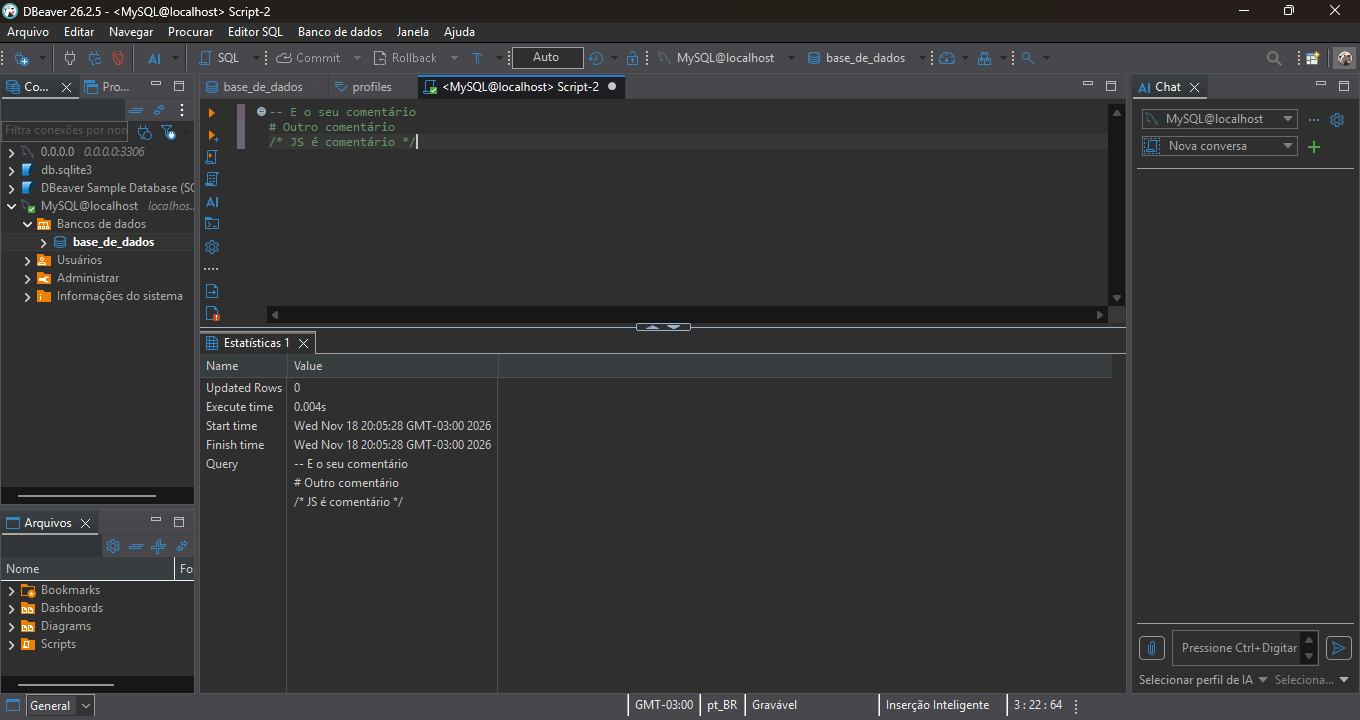 DBeaver 26.2.5 - <MySQL@localhost> Script-2
Arquivo Editar Navegar Procurar Editor SQL Banco de dados Janela Ajuda
AI SQL Commit Rollback T Auto MySQL@localhost base_de_dados
Co... Pro...
Filtra conexões por non
0.0.0.0 0.0.0.0:3306
db.sqlite3
DBeaver Sample Database (SQ
MySQL@localhost localhos...
Bancos de dados
base_de_dados
Usuários
Administrar
Informações do sistema
Arquivos
Nome Fo
Bookmarks
Dashboards
Diagrams
Scripts
base_de_dados profiles <MySQL@localhost> Script-2
AI
-- E o seu comentário
# Outro comentário
/* JS é comentário */
Estatísticas 1
Name Value
Updated Rows 0
Execute time 0.004s
Start time Wed Nov 18 20:05:28 GMT-03:00 2026
Finish time Wed Nov 18 20:05:28 GMT-03:00 2026
Query -- E o seu comentário
# Outro comentário
/* JS é comentário */
AI Chat
MySQL@localhost
Nova conversa
Pressione Ctrl+Digitar
Selecionar perfil de IA Seleciona...
General GMT-03:00 pt_BR Gravável Inserção Inteligente 3 : 22 : 64